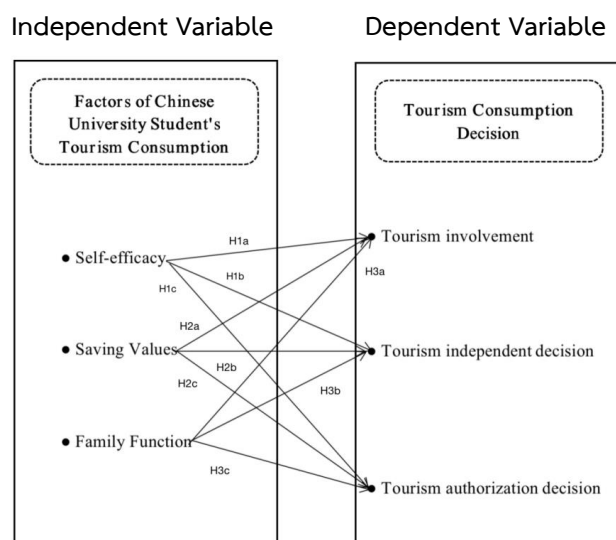 Independent Variable
Dependent Variable
Factors of Chinese
University Student's
Tourism Consumption
Tourism Consumption
Decision
• Self-efficacy
• Saving Values
• Family Function
H1a
H1b
H1c
H2a
H2b
H2c
H3a
H3b
H3c
Tourism involvement
Tourism independent decision
Tourism authorization decision